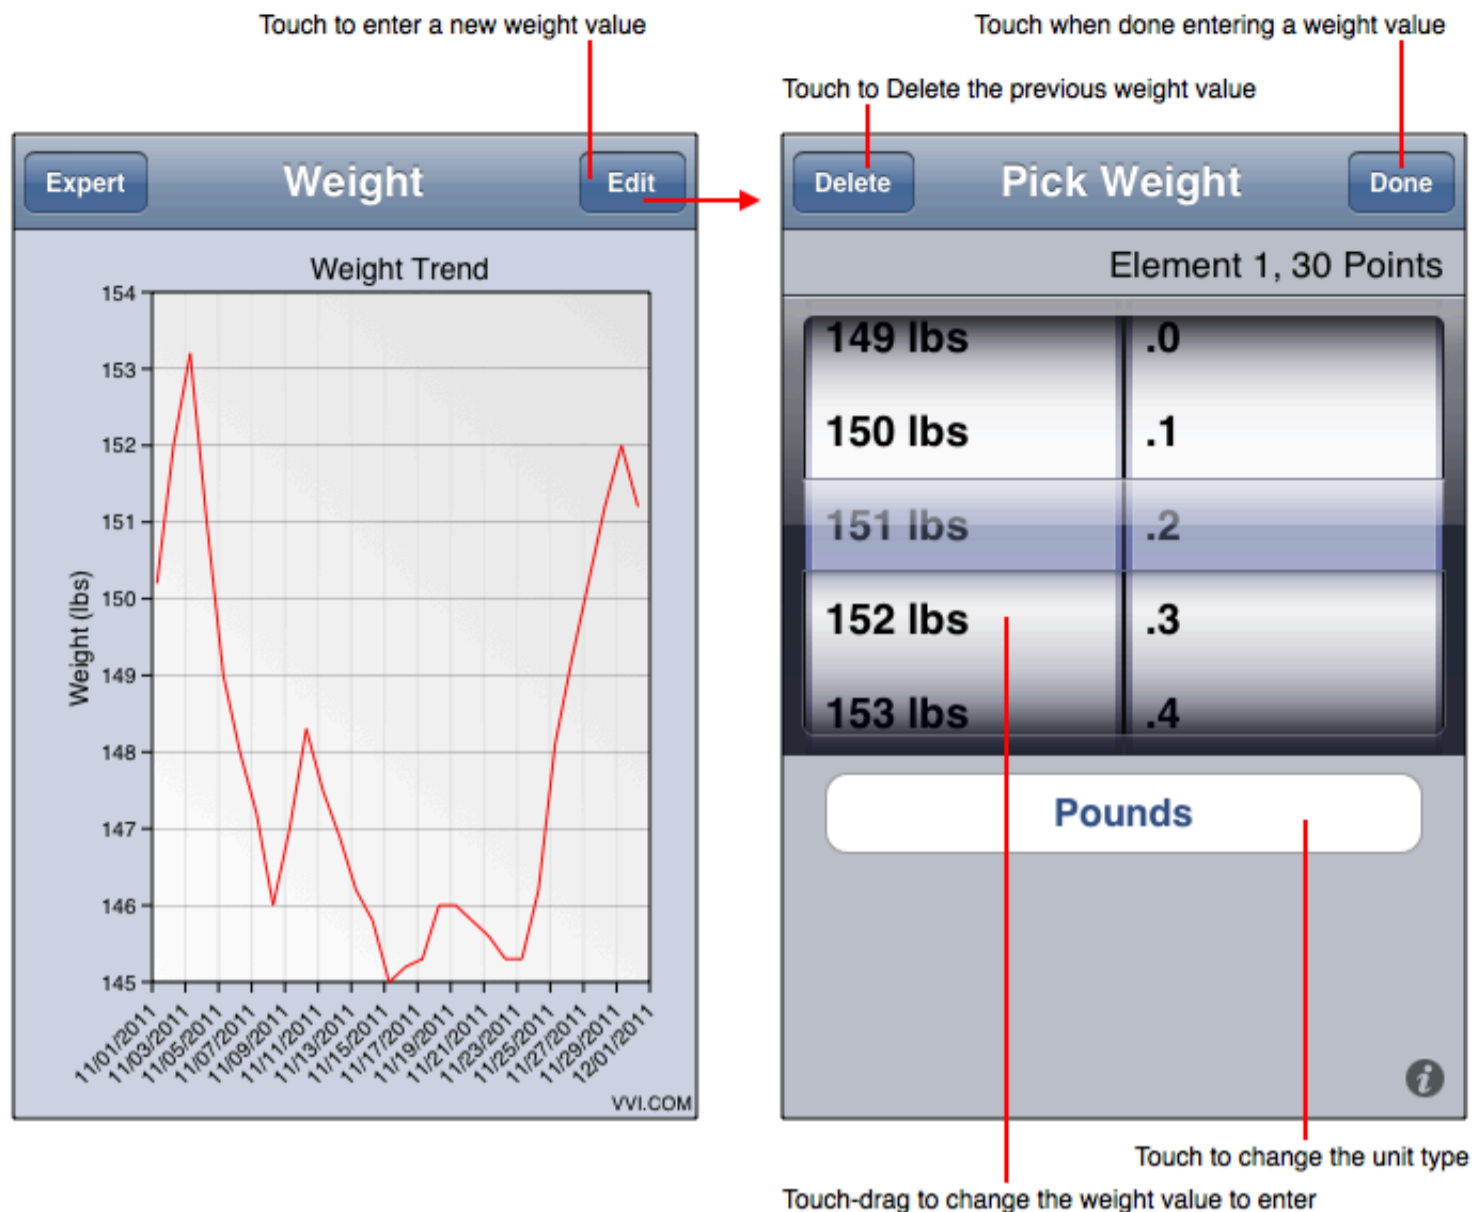 Touch to enter a new weight value
Touch when done entering a weight value
Touch to Delete the previous weight value
Expert
Weight
Edit
Weight Trend
154
153
152
151
150
149
148
147
146
145
Weight (lbs)
11/01/2011
11/03/2011
11/05/2011
11/07/2011
11/09/2011
11/11/2011
11/13/2011
11/15/2011
11/17/2011
11/19/2011
11/21/2011
11/23/2011
11/25/2011
11/27/2011
11/29/2011
12/01/2011
VVI.COM
Delete
Pick Weight
Done
Element 1, 30 Points
149 lbs .0
150 lbs .1
151 lbs .2
152 lbs .3
153 lbs .4
Pounds
i
Touch to change the unit type
Touch-drag to change the weight value to enter